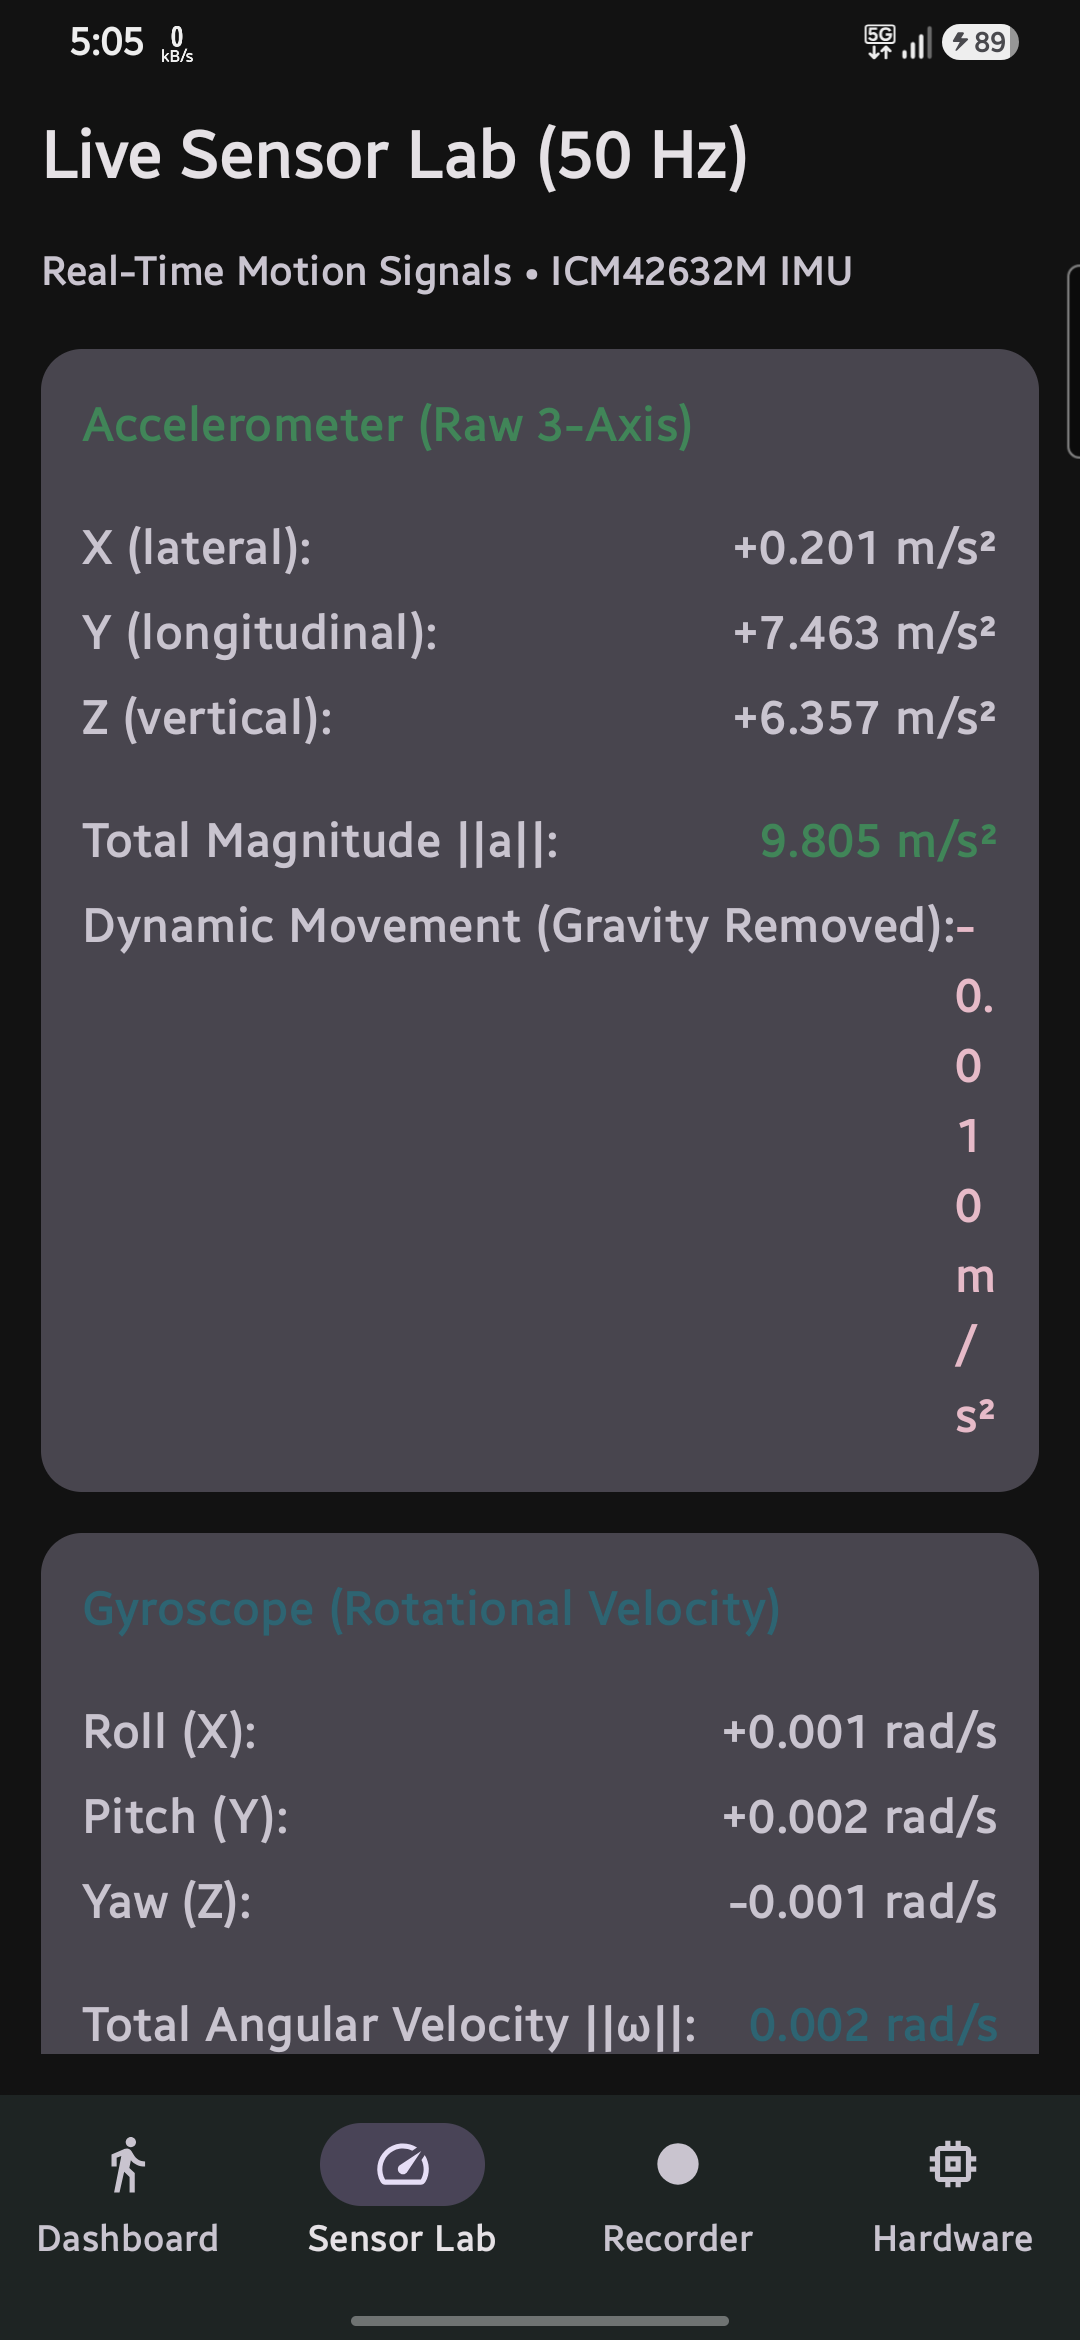 5:05 0 kB/s 5G 89
Live Sensor Lab (50 Hz)
Real-Time Motion Signals • ICM42632M IMU
Accelerometer (Raw 3-Axis)
X (lateral): +0.201 m/s²
Y (longitudinal): +7.463 m/s²
Z (vertical): +6.357 m/s²
Total Magnitude ||a||: 9.805 m/s²
Dynamic Movement (Gravity Removed):-
0.
0
1
0
m
/
s²
Gyroscope (Rotational Velocity)
Roll (X): +0.001 rad/s
Pitch (Y): +0.002 rad/s
Yaw (Z): -0.001 rad/s
Total Angular Velocity ||ω||: 0.002 rad/s
Dashboard Sensor Lab Recorder Hardware